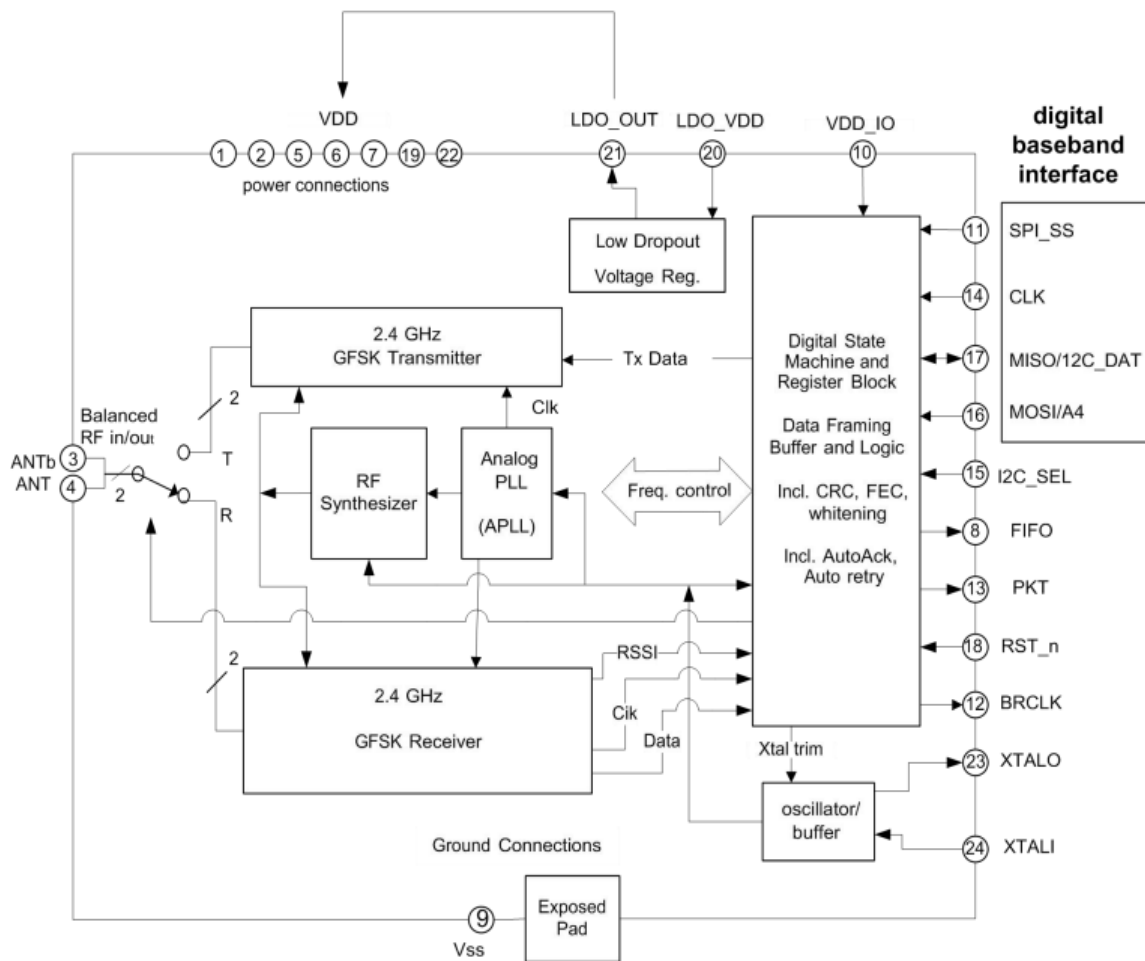 VDD
LDO_OUT
LDO_VDD
VDD_IO
digital
baseband
interface
1
2
5
6
7
19
22
21
20
10
power connections
Low Dropout
Voltage Reg.
11
SPI_SS
14
CLK
17
MISO/12C_DAT
16
MOSI/A4
15
I2C_SEL
8
FIFO
13
PKT
18
RST_n
12
BRCLK
23
XTALO
24
XTALI
2.4 GHz
GFSK Transmitter
Tx Data
Digital State
Machine and
Register Block
Data Framing
Buffer and Logic
Incl. CRC, FEC,
whitening
Incl. AutoAck,
Auto retry
2
Clk
Balanced
RF in/out
ANTb
3
ANT
4
2
T
R
RF
Synthesizer
Analog
PLL
(APLL)
Freq. control
2
2.4 GHz
GFSK Receiver
RSSI
Clk
Data
Xtal trim
oscillator/
buffer
Ground Connections
9
Vss
Exposed
Pad